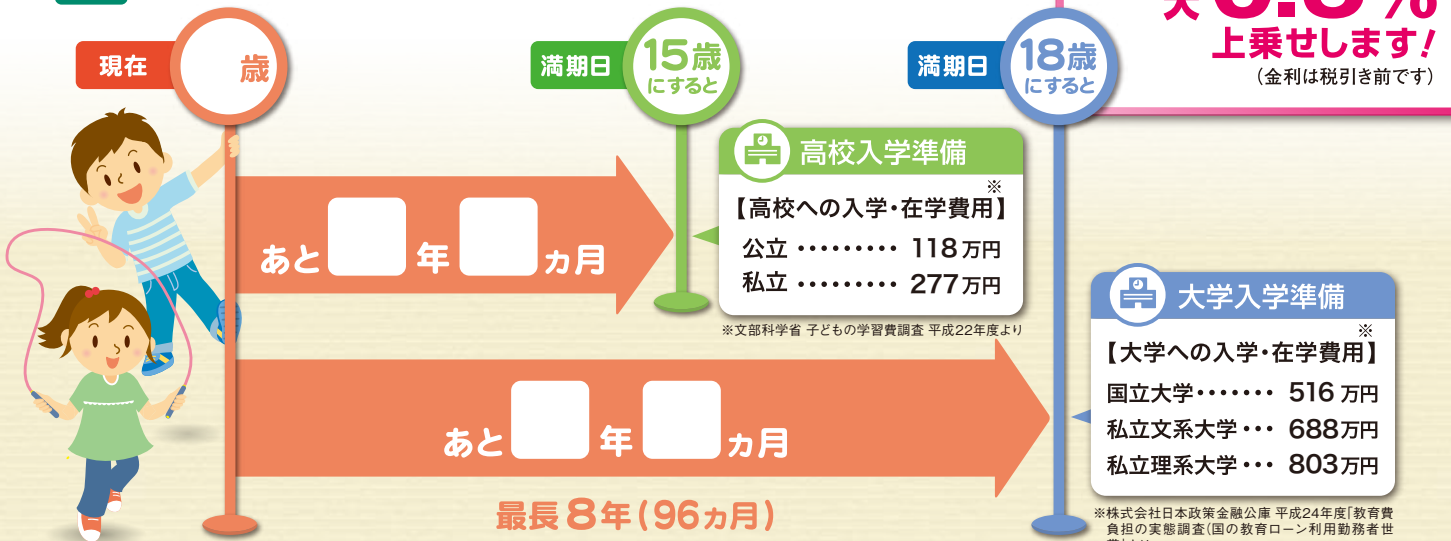 上乗せします!
(金利は税引き前です)
現在
歳
満期日
15歳
にすると
満期日
18歳
にすると
高校入学準備
※
【高校への入学・在学費用】
公立 ・・・・・・・・・ 118万円
私立 ・・・・・・・・・ 277万円
※文部科学省 子どもの学習費調査 平成22年度より
あと 年 ヵ月
大学入学準備
※
【大学への入学・在学費用】
国立大学・・・・・・・ 516万円
私立文系大学・・・ 688万円
私立理系大学・・・ 803万円
※株式会社日本政策金融公庫 平成24年度「教育費
負担の実態調査(国の教育ローン利用勤務者世
あと 年 ヵ月
最長8年(96ヵ月)